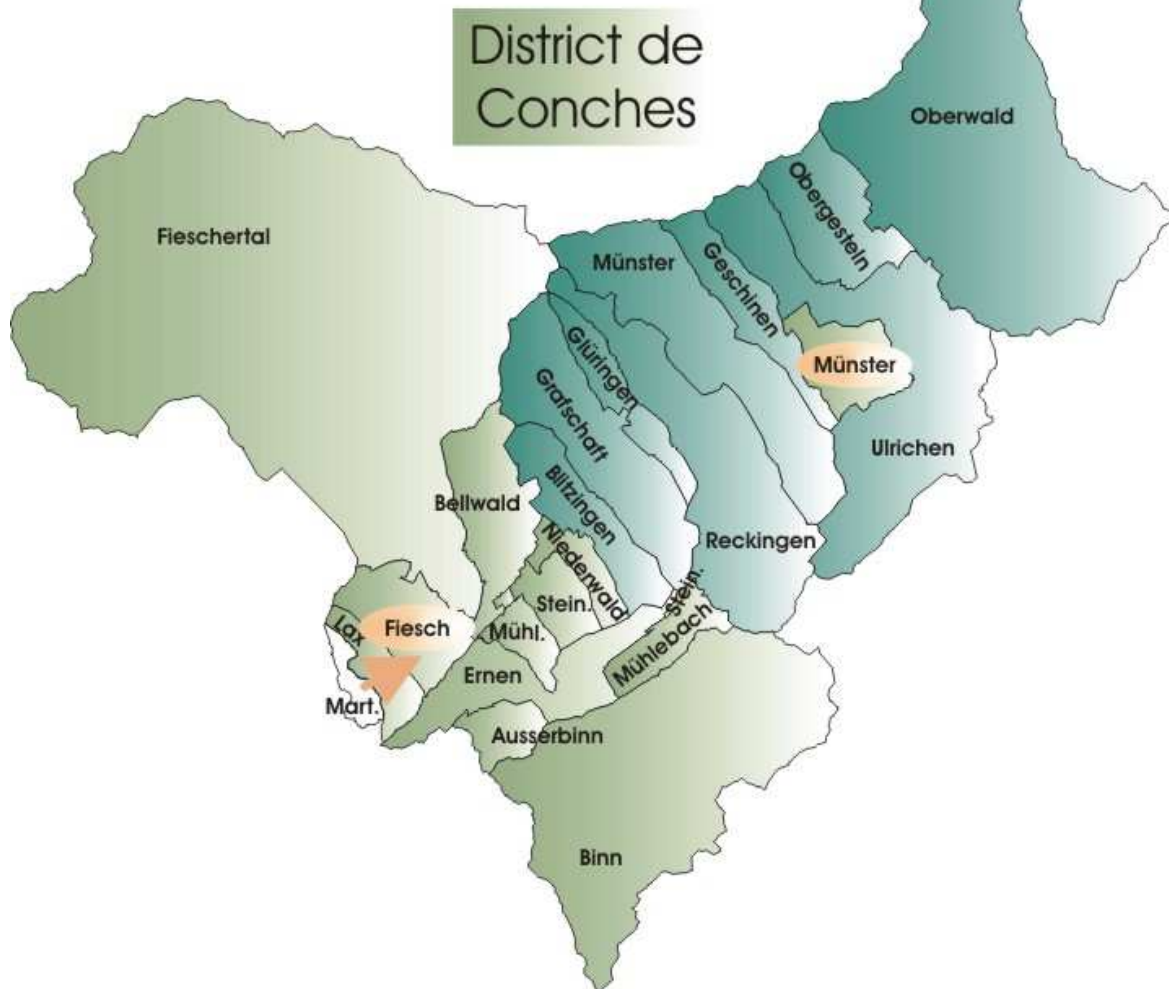 District de
Conches
Oberwald
Obergestein
Fieschertal
Münster
Geschinen
Glüringen
Münster
Grafschaft
Ulrichen
Blitzingen
Bellwald
Reckingen
Niederwald
Stein.
Stein.
Lax
Fiesch
Mühl.
Mühlebach
Ernen
Mart.
Ausserbinn
Binn